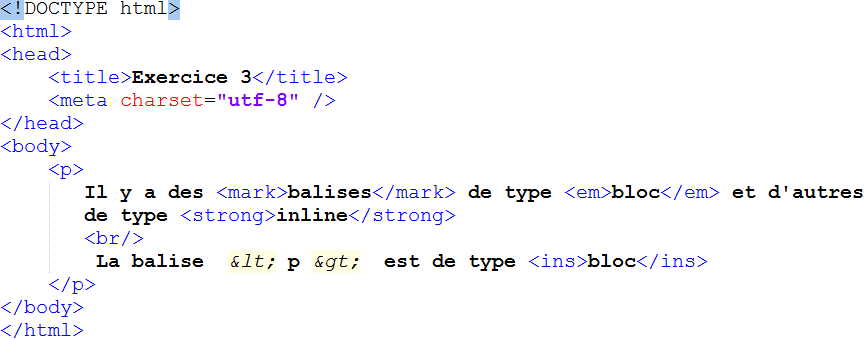 <!DOCTYPE html>
<html>
<head>
    <title>Exercice 3</title>
    <meta charset="utf-8" />
</head>
<body>
    <p>
       Il y a des <mark>balises</mark> de type <em>bloc</em> et d'autres
       de type <strong>inline</strong>
       <br/>
        La balise  &lt; p &gt;  est de type <ins>bloc</ins>
    </p>
</body>
</html>